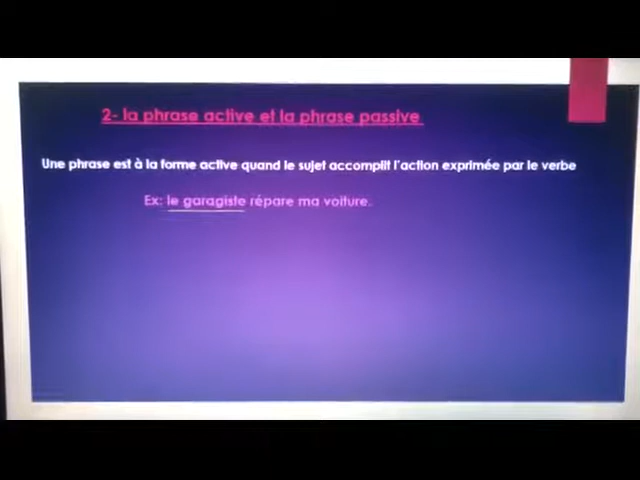 2- la phrase active et la phrase passive
Une phrase est à la forme active quand le sujet accomplit l'action exprimée par le verbe
Ex: le garagiste répare ma voiture.